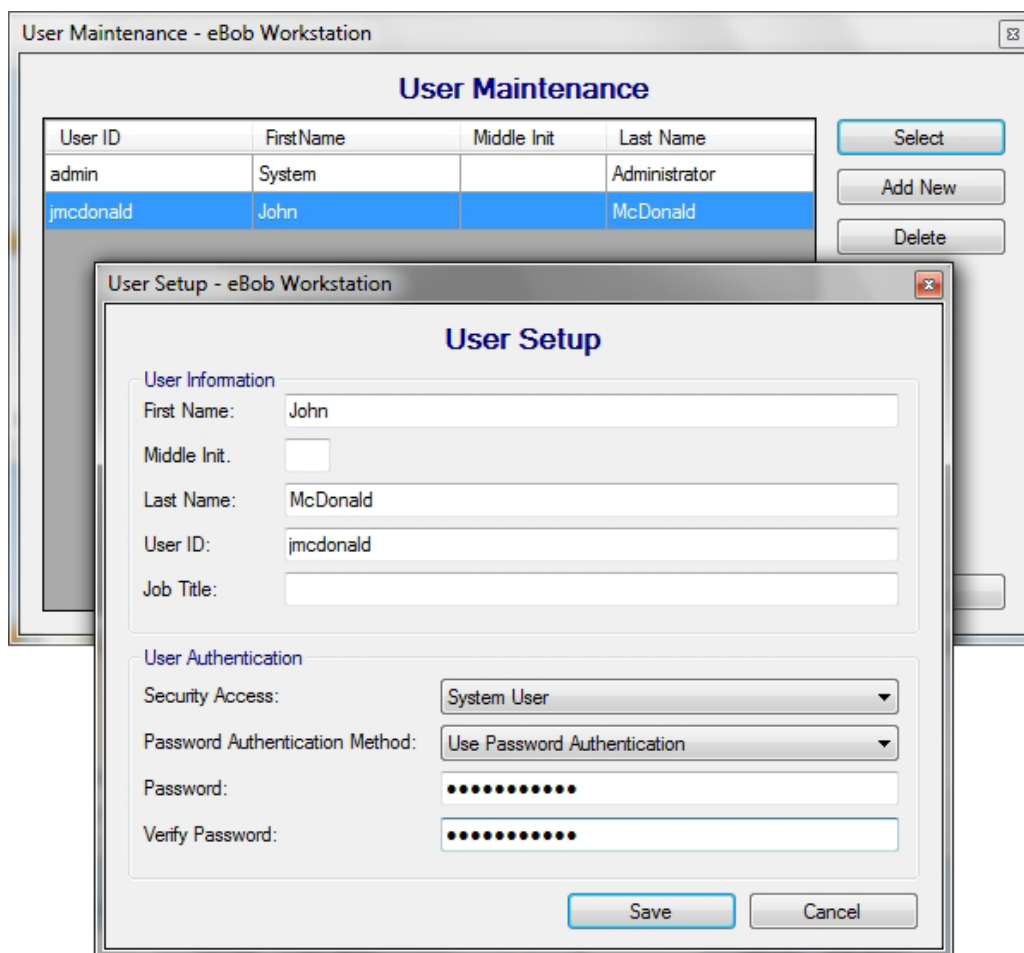 User Maintenance - eBob Workstation
User Maintenance
User ID FirstName Middle Init Last Name
admin System Administrator
jmcdonald John McDonald
Select
Add New
Delete
User Setup - eBob Workstation
User Setup
User Information
First Name: John
Middle Init.
Last Name: McDonald
User ID: jmcdonald
Job Title:
User Authentication
Security Access: System User
Password Authentication Method: Use Password Authentication
Password: •••••••••••
Verify Password: •••••••••••
Save Cancel